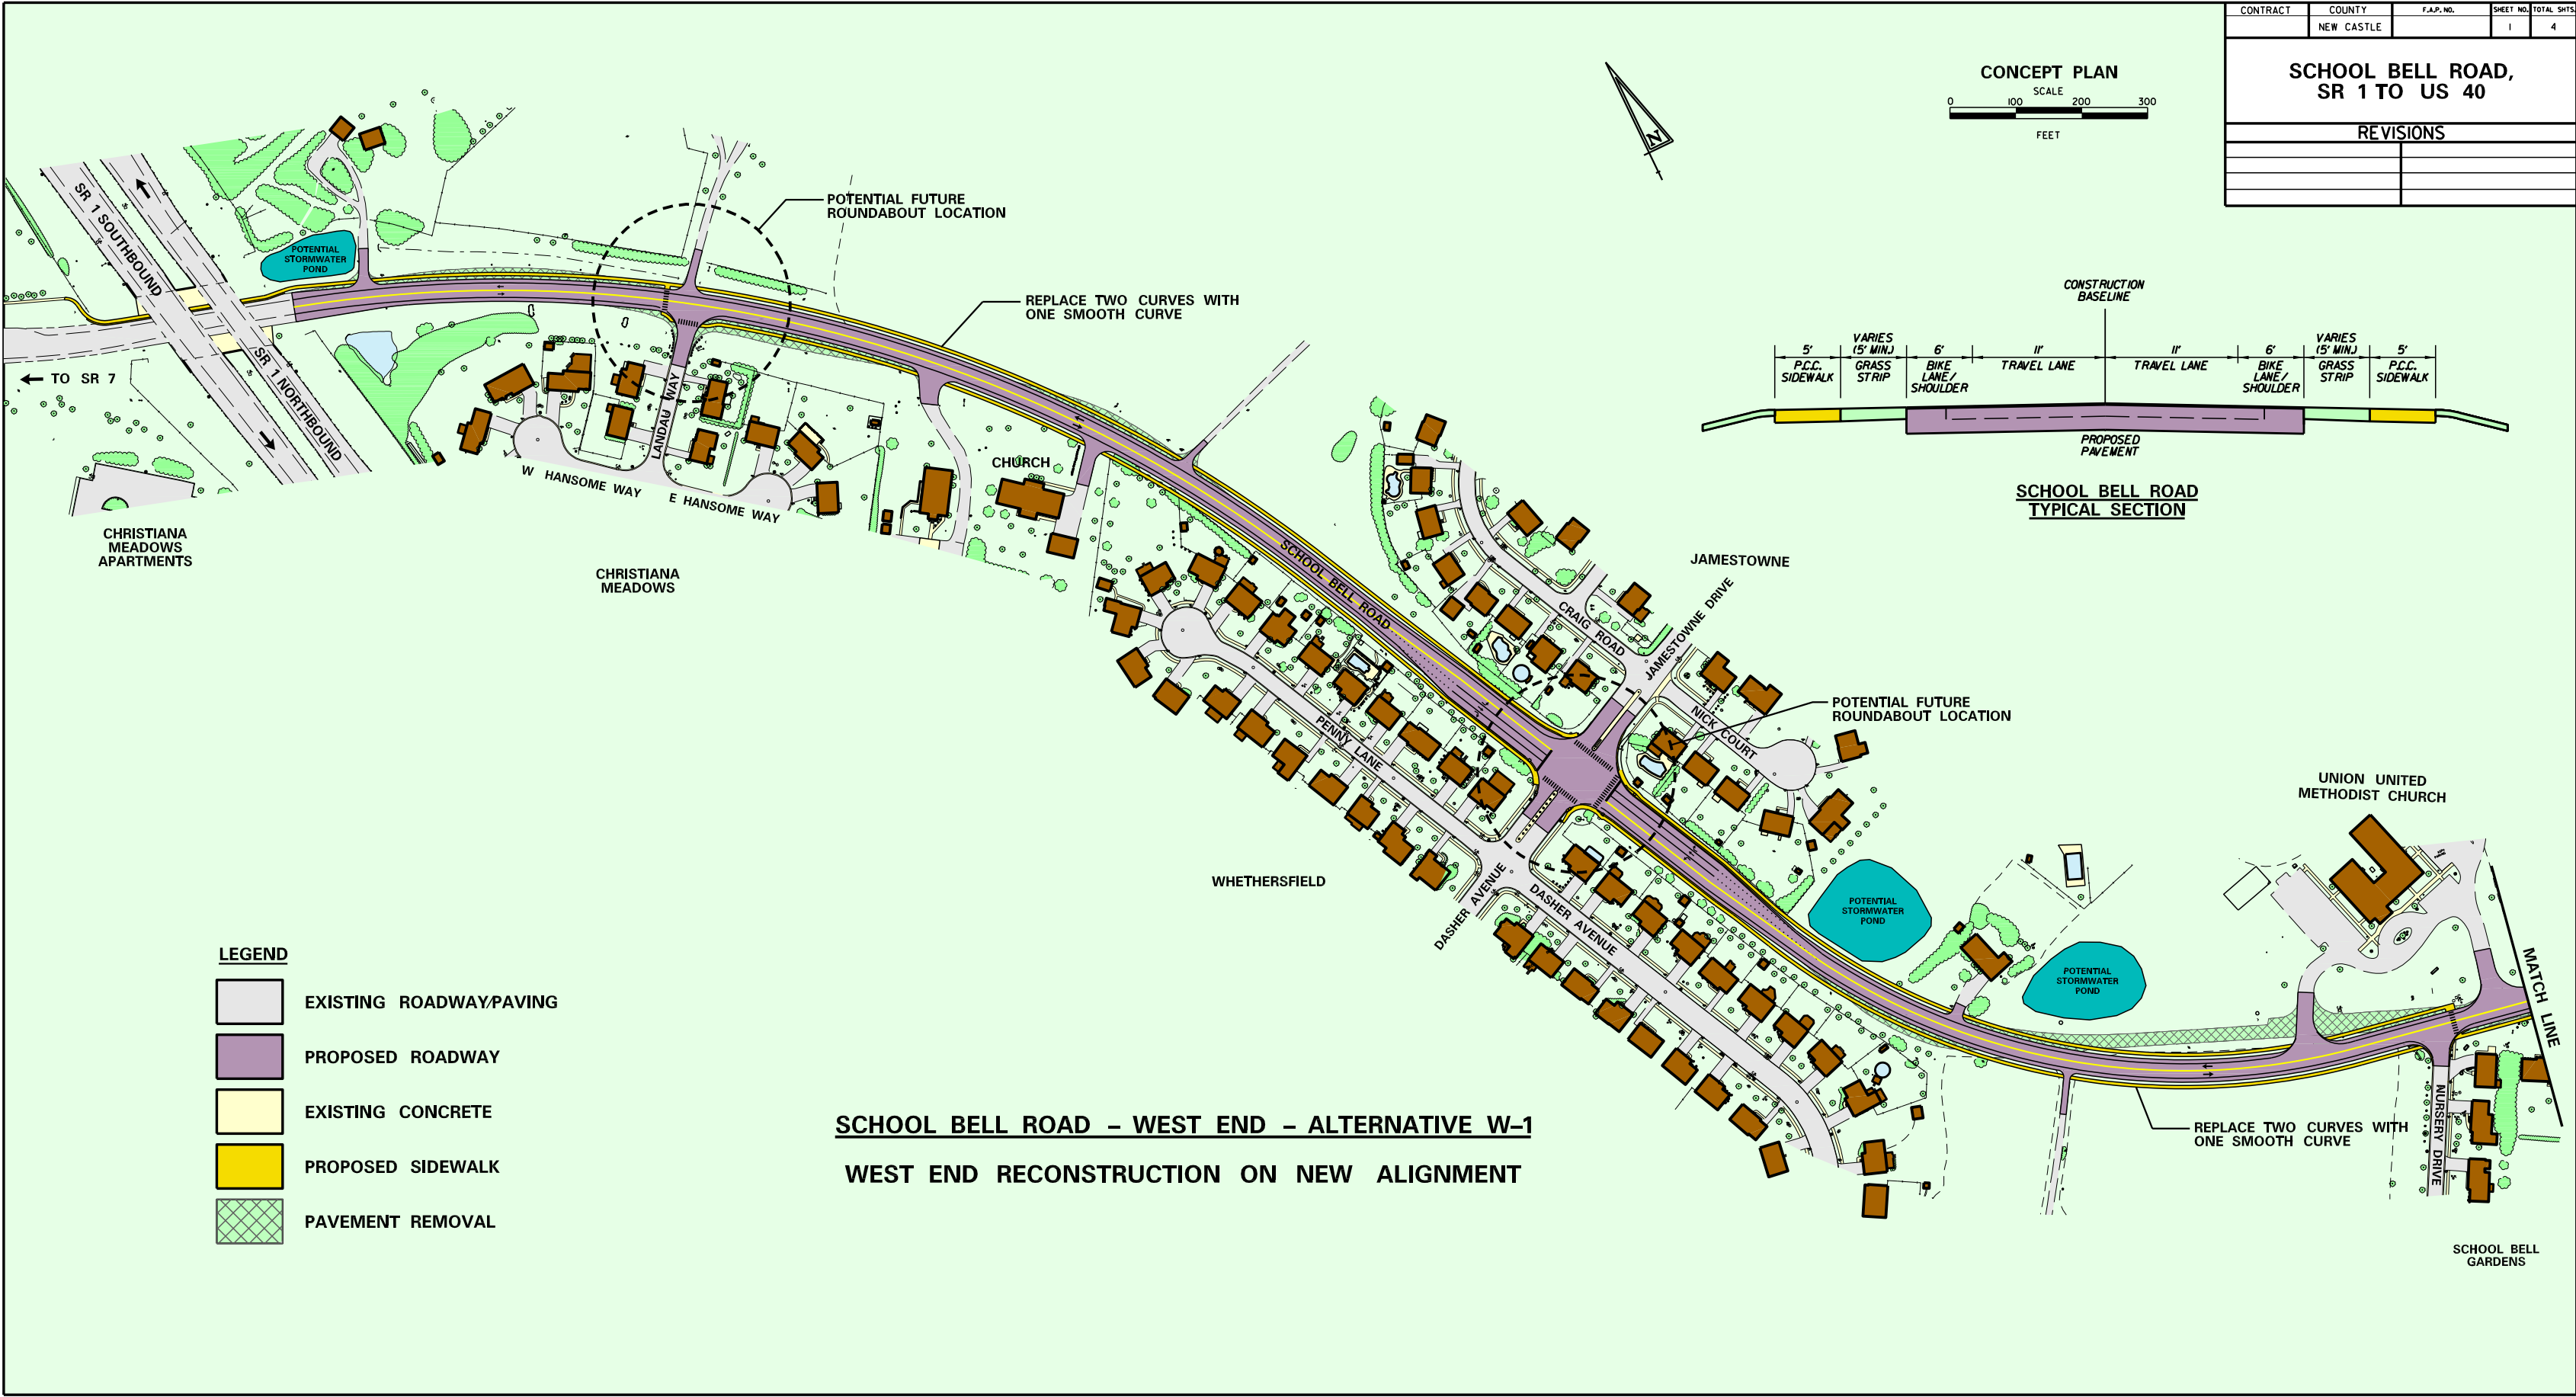 CONTRACT
COUNTY
F.A.P. NO.
SHEET NO.
TOTAL SHTS.
NEW CASTLE
1
4
SCHOOL BELL ROAD,
SR 1 TO US 40
REVISIONS
CONCEPT PLAN
SCALE
0 100 200 300
FEET
N
POTENTIAL FUTURE
ROUNDABOUT LOCATION
SR 1 SOUTHBOUND
POTENTIAL
STORMWATER
POND
REPLACE TWO CURVES WITH
ONE SMOOTH CURVE
CONSTRUCTION
BASELINE
5'
P.C.C.
SIDEWALK
VARIES
(5' MIN.)
GRASS
STRIP
6'
BIKE
LANE/
SHOULDER
11'
TRAVEL LANE
11'
TRAVEL LANE
6'
BIKE
LANE/
SHOULDER
VARIES
(5' MIN.)
GRASS
STRIP
5'
P.C.C.
SIDEWALK
PROPOSED
PAVEMENT
SCHOOL BELL ROAD
TYPICAL SECTION
TO SR 7
SR 1 NORTHBOUND
LANDAU WAY
W HANSOME WAY
E HANSOME WAY
CHURCH
CHRISTIANA
MEADOWS
APARTMENTS
CHRISTIANA
MEADOWS
SCHOOL BELL ROAD
JAMESTOWNE
CRAIG ROAD
JAMESTOWNE DRIVE
NICK COURT
POTENTIAL FUTURE
ROUNDABOUT LOCATION
PENNY LANE
UNION UNITED
METHODIST CHURCH
WHETHERSFIELD
DASHER AVENUE
DASHER AVENUE
POTENTIAL
STORMWATER
POND
POTENTIAL
STORMWATER
POND
MATCH LINE
NURSERY DRIVE
REPLACE TWO CURVES WITH
ONE SMOOTH CURVE
SCHOOL BELL
GARDENS
LEGEND
EXISTING ROADWAY/PAVING
PROPOSED ROADWAY
EXISTING CONCRETE
PROPOSED SIDEWALK
PAVEMENT REMOVAL
SCHOOL BELL ROAD – WEST END – ALTERNATIVE W–1
WEST END RECONSTRUCTION ON NEW ALIGNMENT